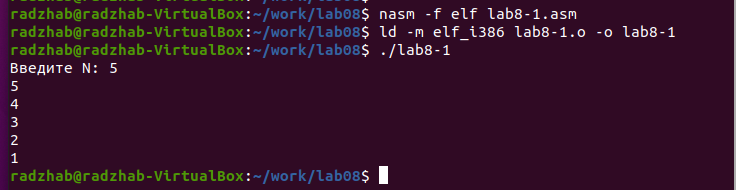 radzhab@radzhab-VirtualBox:~/work/lab08$ nasm -f elf lab8-1.asm
radzhab@radzhab-VirtualBox:~/work/lab08$ ld -m elf_i386 lab8-1.o -o lab8-1
radzhab@radzhab-VirtualBox:~/work/lab08$ ./lab8-1
Введите N: 5
5
4
3
2
1
radzhab@radzhab-VirtualBox:~/work/lab08$